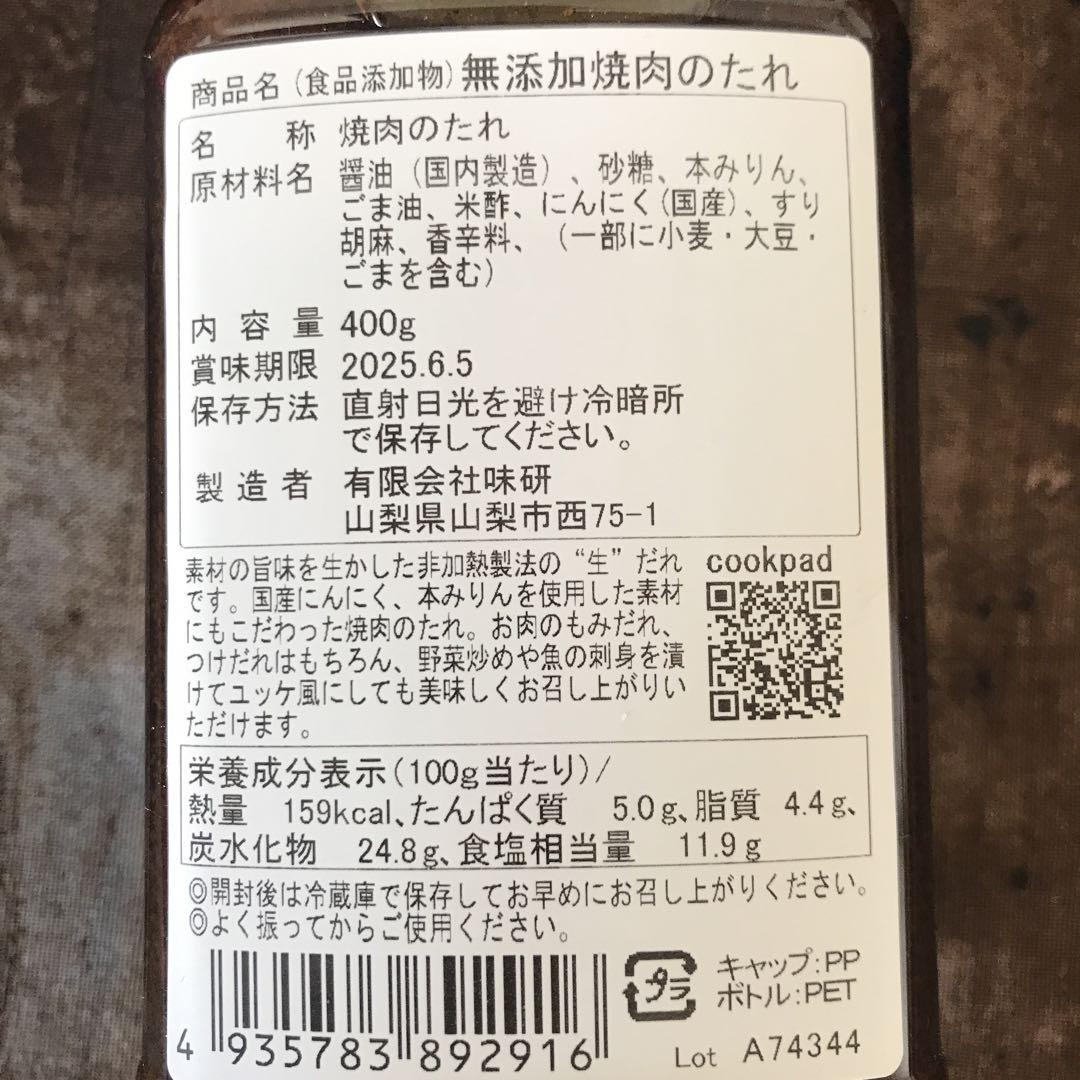 商品名(食品添加物)無添加焼肉のたれ
名称 焼肉のたれ
原材料名 醤油(国内製造)、砂糖、本みりん、
ごま油、米酢、にんにく(国産)、すり
胡麻、香辛料、(一部に小麦・大豆・
ごまを含む)
内容量 400g
賞味期限 2025.6.5
保存方法 直射日光を避け冷暗所
で保存してください。
製造者 有限会社味研
山梨県山梨市西75-1
素材の旨味を生かした非加熱製法の“生”だれ
です。国産にんにく、本みりんを使用した素材
にもこだわった焼肉のたれ。お肉のもみだれ、
つけだれはもちろん、野菜炒めや魚の刺身を漬
けてユッケ風にしても美味しくお召し上がりい
ただけます。
cookpad
栄養成分表示(100g当たり)/
熱量 159kcal、たんぱく質 5.0g、脂質 4.4g、
炭水化物 24.8g、食塩相当量 11.9g
◎開封後は冷蔵庫で保存してお早めにお召し上がりください。
◎よく振ってからご使用ください。
プラ
キャップ:PP
ボトル:PET
4 935783 892916
Lot A74344